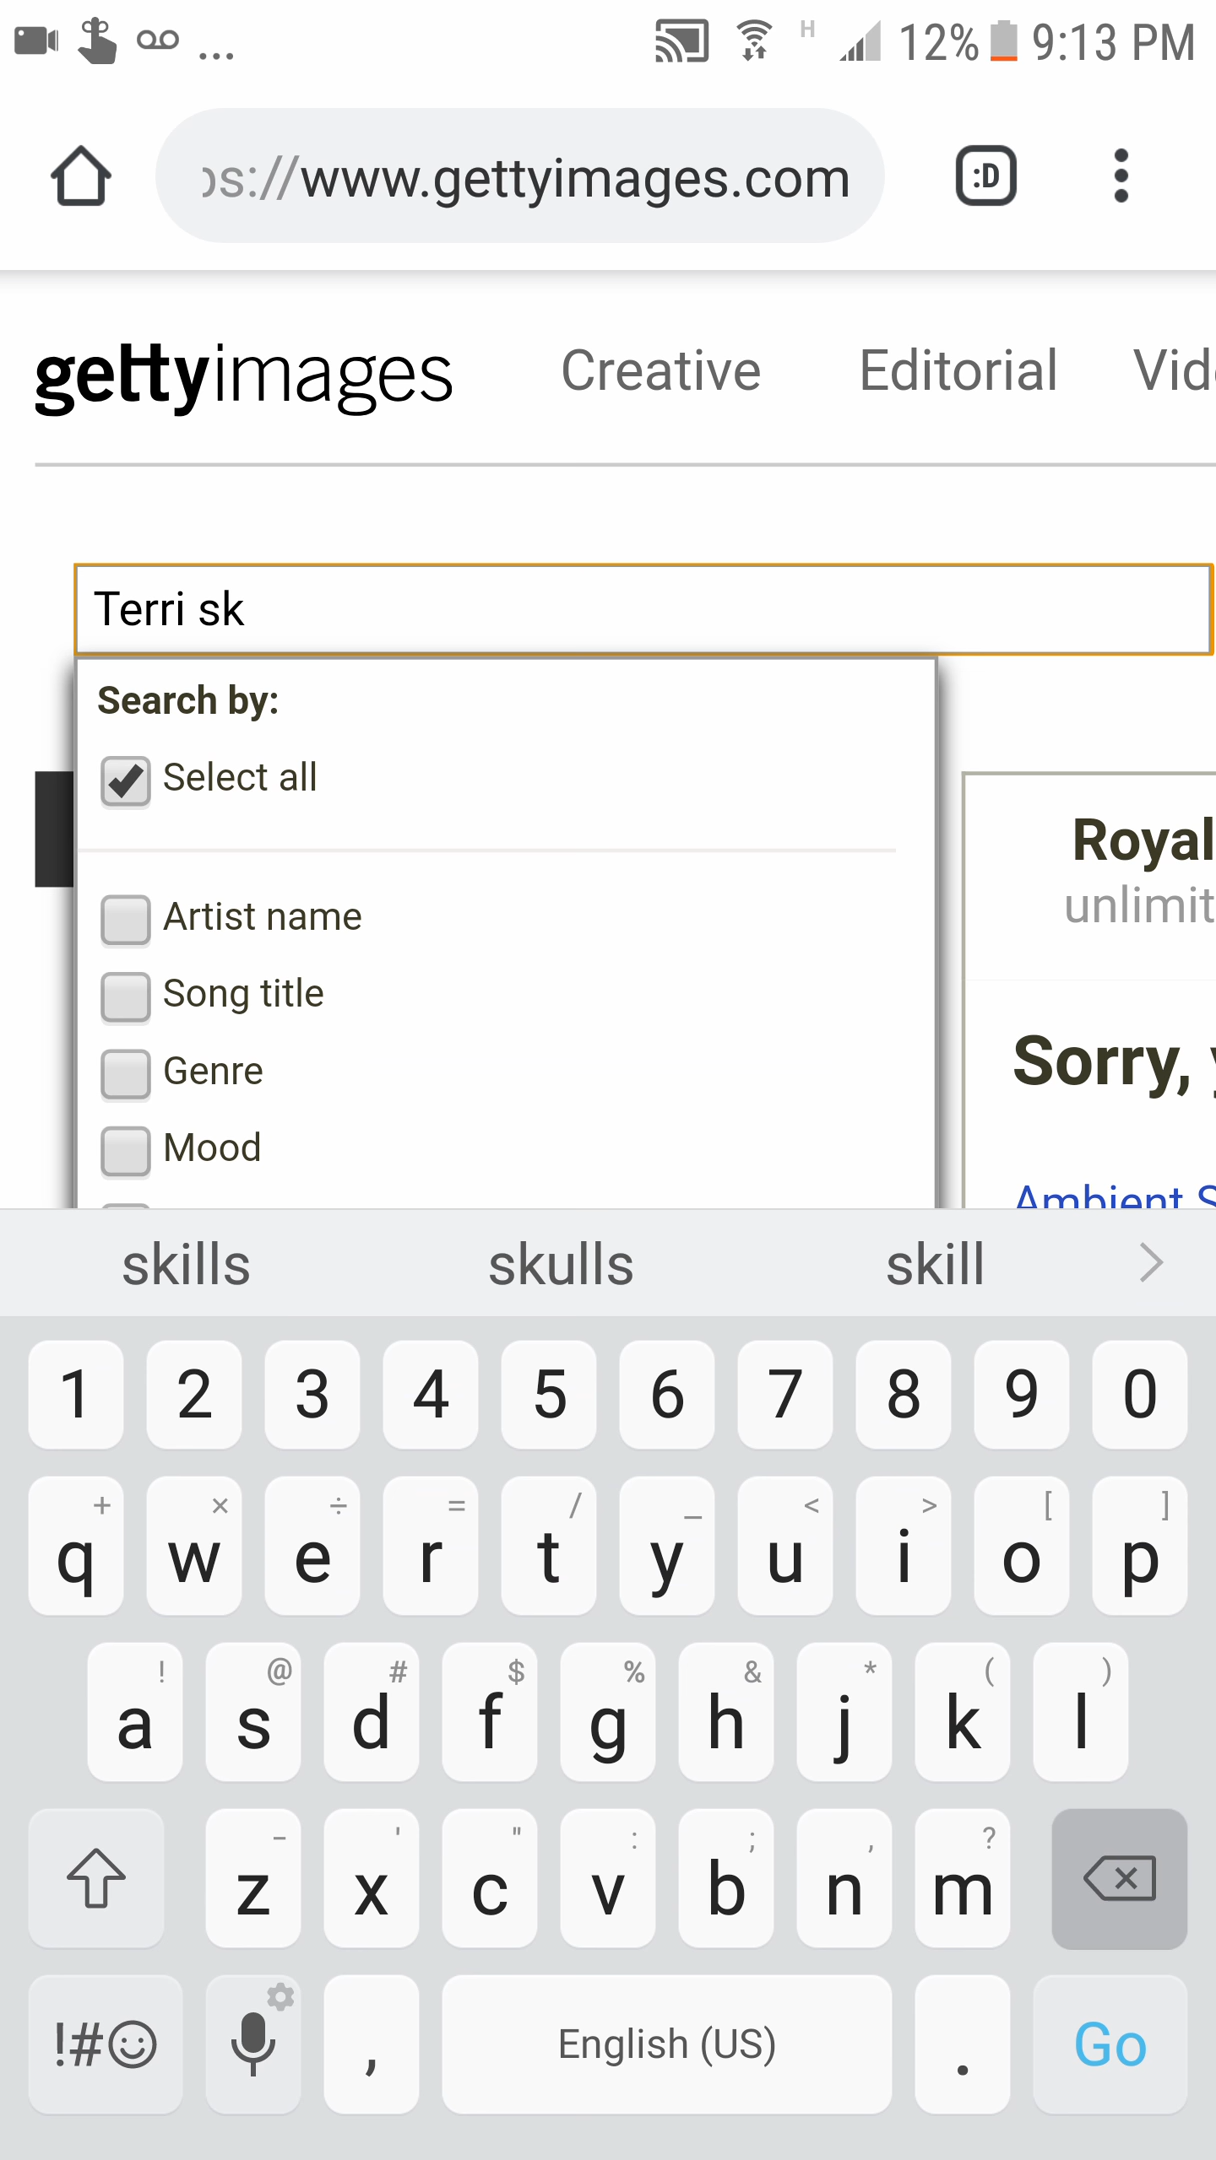 ... H 12% 9:13 PM
ps://www.gettyimages.com :D
gettyimages Creative Editorial Vid
Terri sk
Search by:
Select all
Artist name
Song title
Genre
Mood
Royal
unlimit
Sorry,
Ambient S
skills skulls skill >
1 2 3 4 5 6 7 8 9 0
+ × ÷ = / _ < > [ ]
q w e r t y u i o p
! @ # $ % & * ( )
a s d f g h j k l
- ' " : ; , ?
z x c v b n m
!#☺ , English (US) . Go